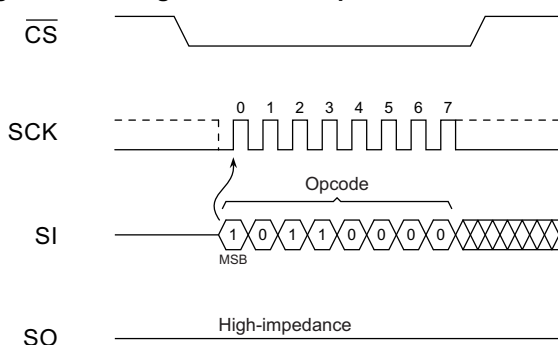 CS
0 1 2 3 4 5 6 7
SCK
Opcode
SI
1 0 1 1 0 0 0 0
MSB
High-impedance
SO